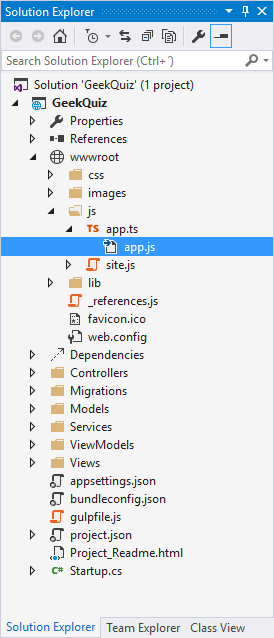 Solution Explorer
Search Solution Explorer (Ctrl+´)
Solution 'GeekQuiz' (1 project)
GeekQuiz
Properties
References
wwwroot
css
images
js
TS app.ts
app.js
site.js
lib
_references.js
favicon.ico
web.config
Dependencies
Controllers
Migrations
Models
Services
ViewModels
Views
appsettings.json
bundleconfig.json
gulpfile.js
project.json
Project_Readme.html
C# Startup.cs
Solution Explorer Team Explorer Class View